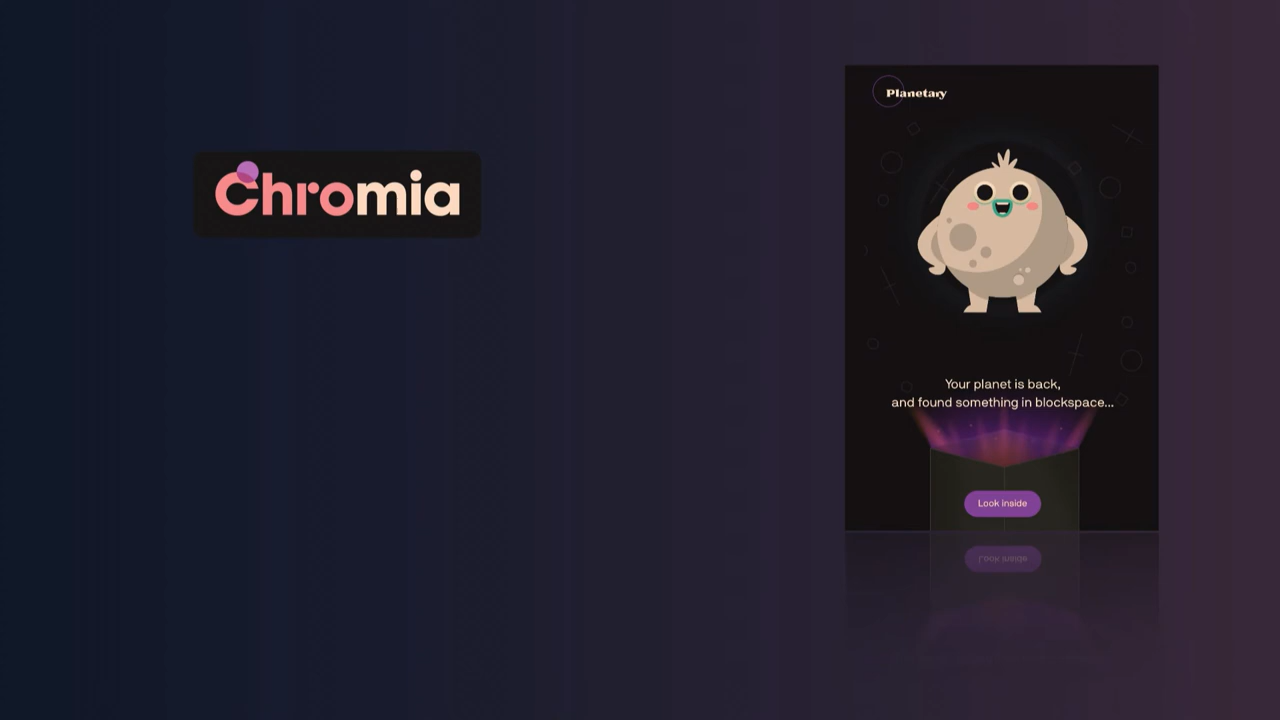 Chromia
Planetary
Your planet is back,
and found something in blockspace...
Look inside